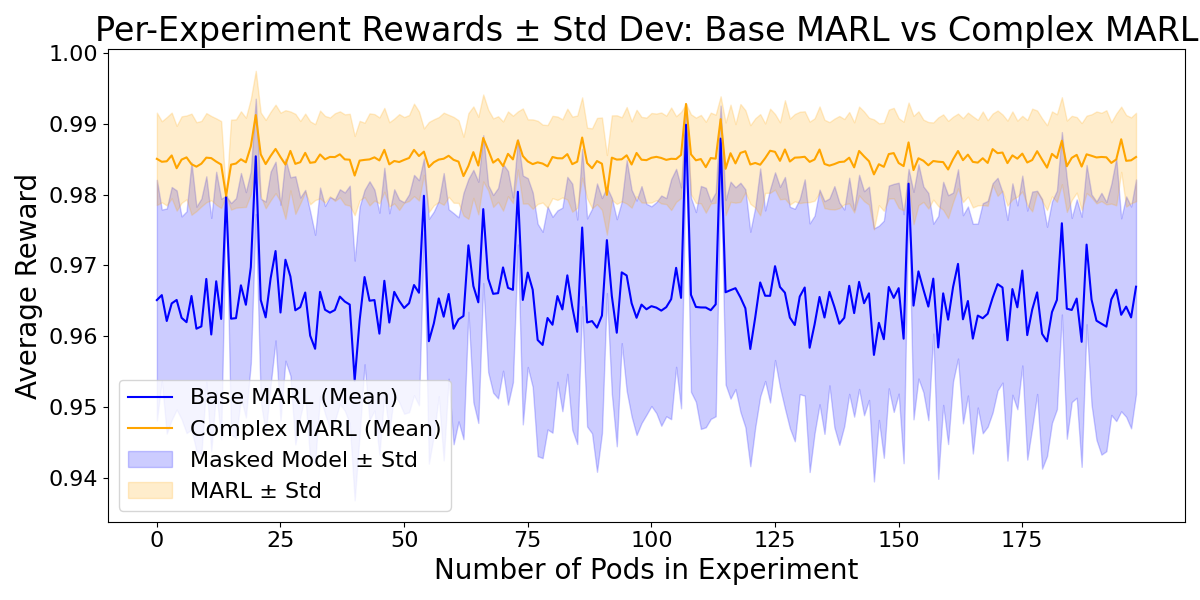 Per-Experiment Rewards ± Std Dev: Base MARL vs Complex MARL
Average Reward
1.00
0.99
0.98
0.97
0.96
0.95
0.94
Base MARL (Mean)
Complex MARL (Mean)
Masked Model ± Std
MARL ± Std
0 25 50 75 100 125 150 175
Number of Pods in Experiment